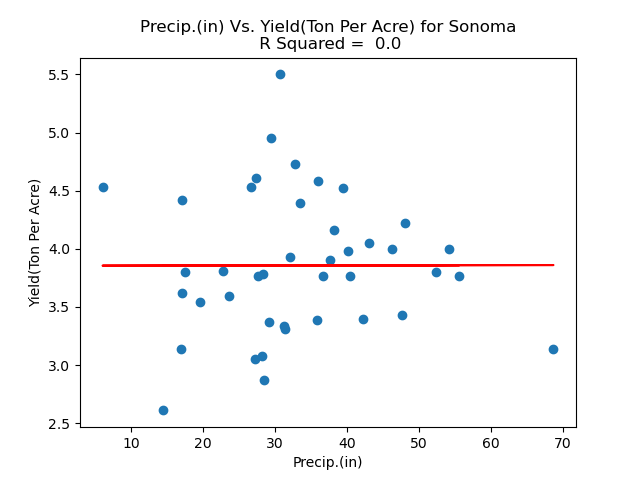 Precip.(in) Vs. Yield(Ton Per Acre) for Sonoma
R Squared =  0.0
5.5
5.0
4.5
4.0
3.5
3.0
2.5
Yield(Ton Per Acre)
10 20 30 40 50 60 70
Precip.(in)